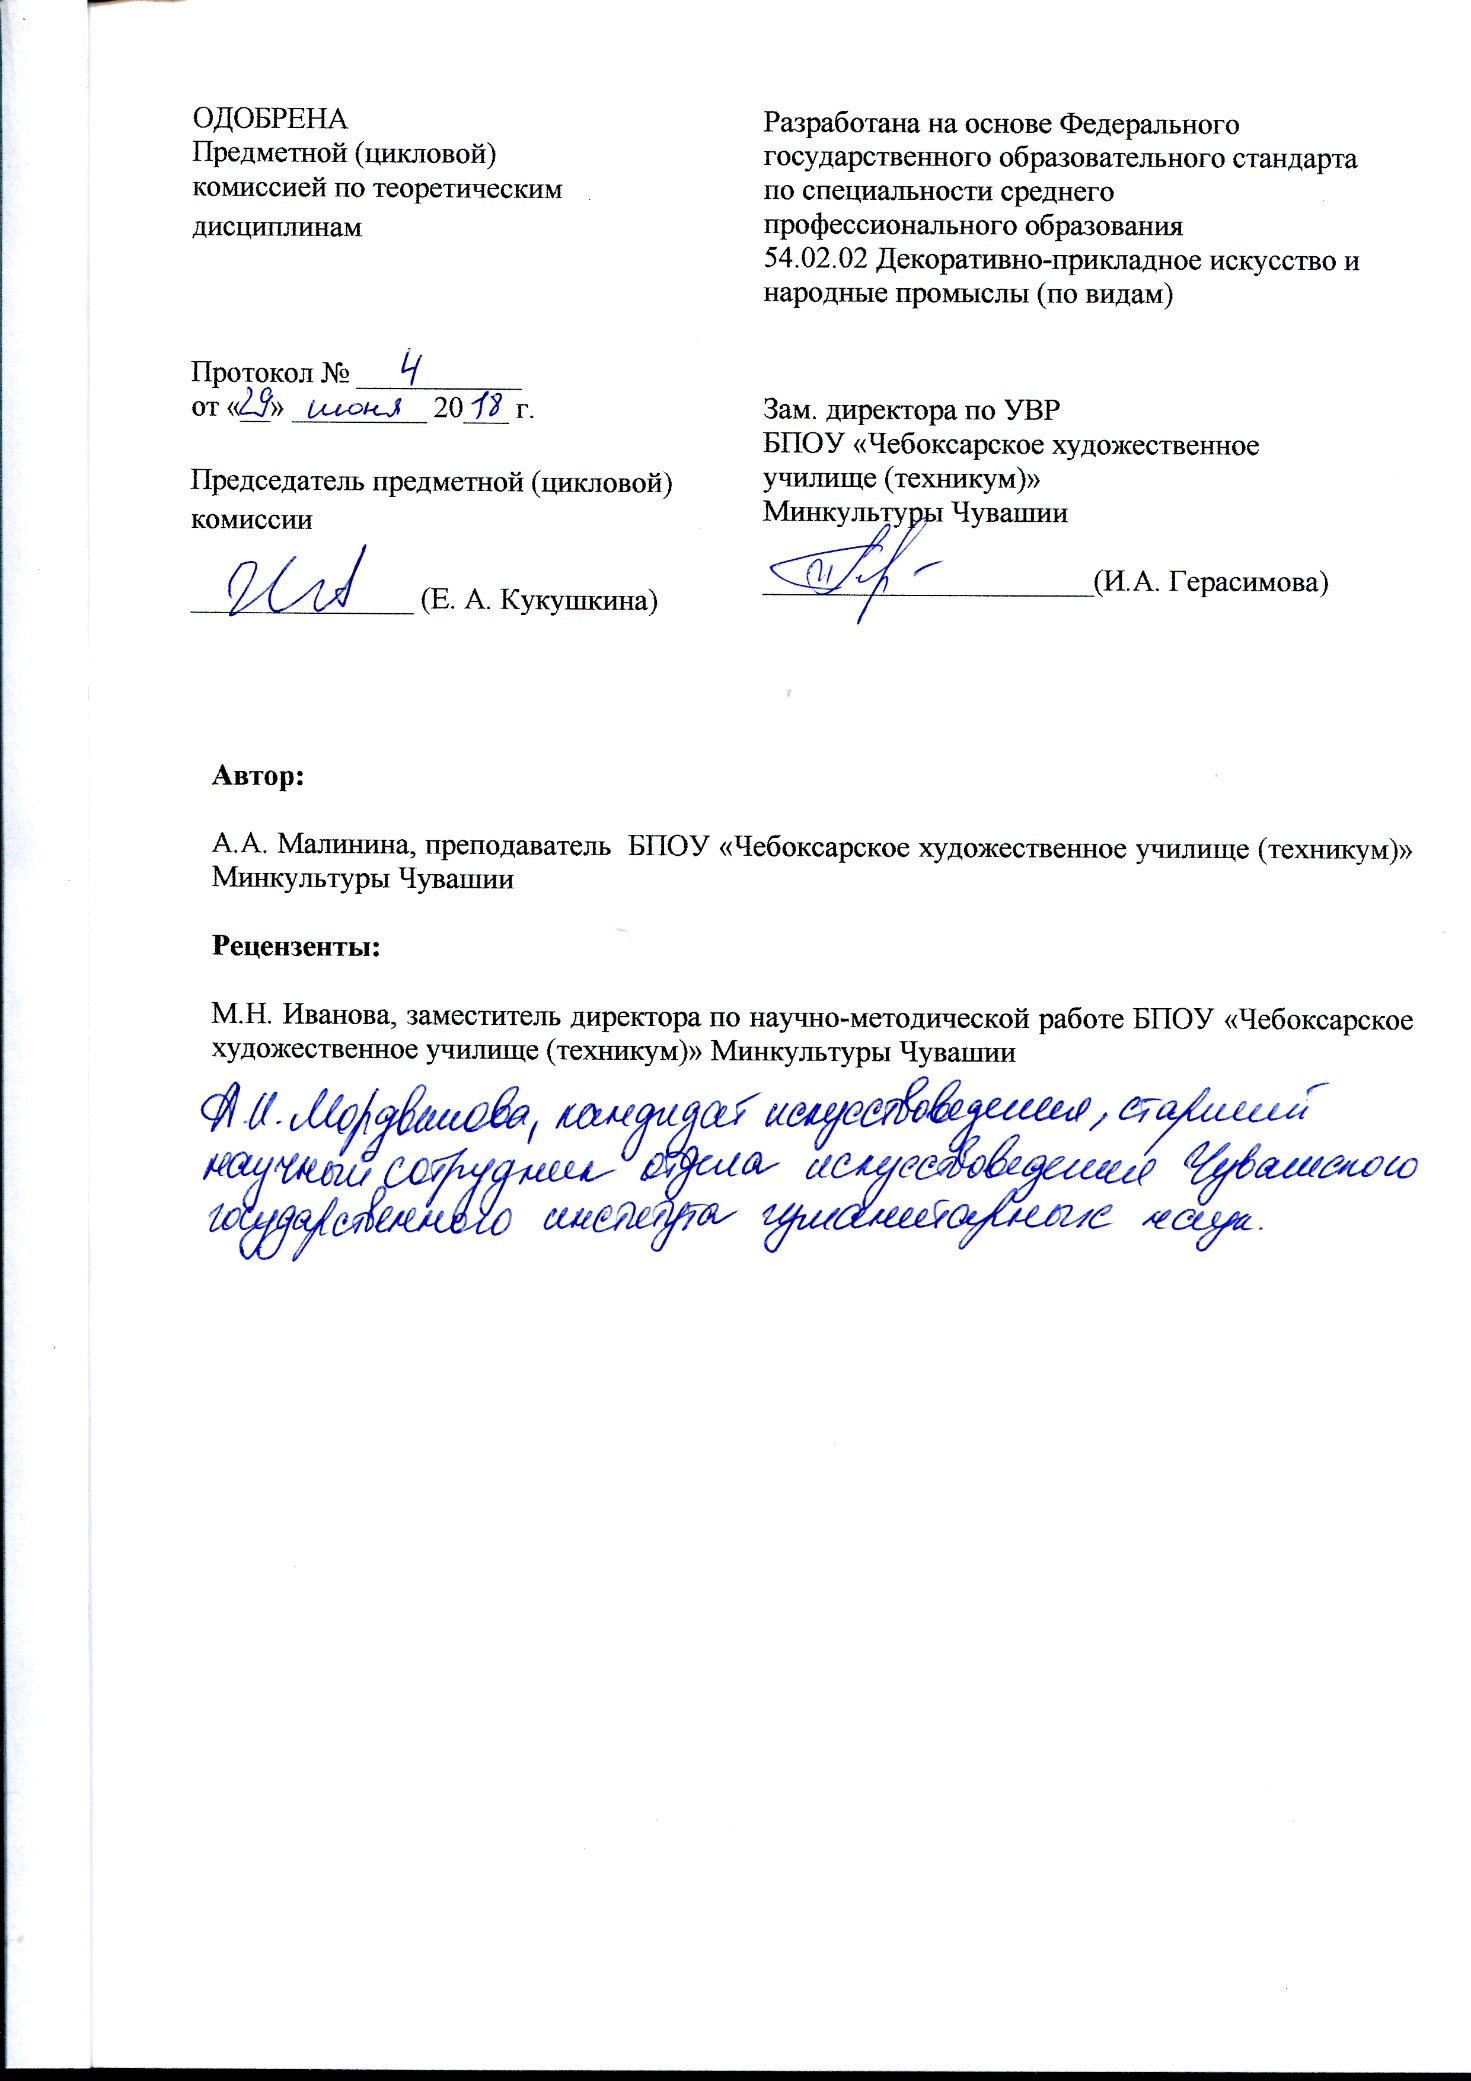 ОДОБРЕНА
Предметной (цикловой)
комиссией по теоретическим
дисциплинам
Протокол № 4
от «29» июня 2018 г.
Председатель предметной (цикловой)
комиссии
(Е. А. Кукушкина)
Разработана на основе Федерального
государственного образовательного стандарта
по специальности среднего
профессионального образования
54.02.02 Декоративно-прикладное искусство и
народные промыслы (по видам)
Зам. директора по УВР
БПОУ «Чебоксарское художественное
училище (техникум)»
Минкультуры Чувашии
(И.А. Герасимова)
Автор:
А.А. Малинина, преподаватель БПОУ «Чебоксарское художественное училище (техникум)»
Минкультуры Чувашии
Рецензенты:
М.Н. Иванова, заместитель директора по научно-методической работе БПОУ «Чебоксарское
художественное училище (техникум)» Минкультуры Чувашии
А.И. Мордвинова, кандидат искусствоведения, старший
научный сотрудник отдела искусствоведения Чувашского
государственного института гуманитарных наук.